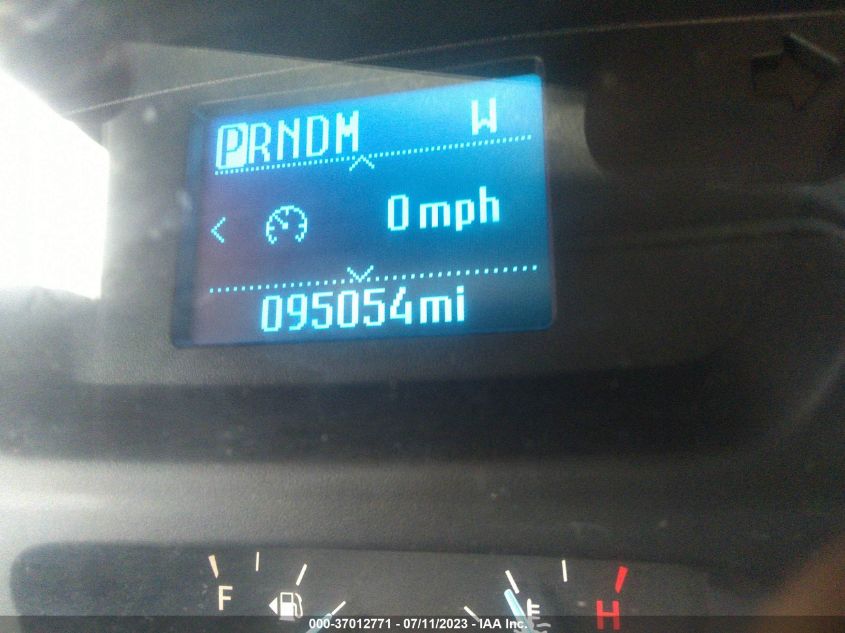 PRNDM W
0 mph
095054mi
F H
000-37012771 - 07/11/2023 - IAA Inc.